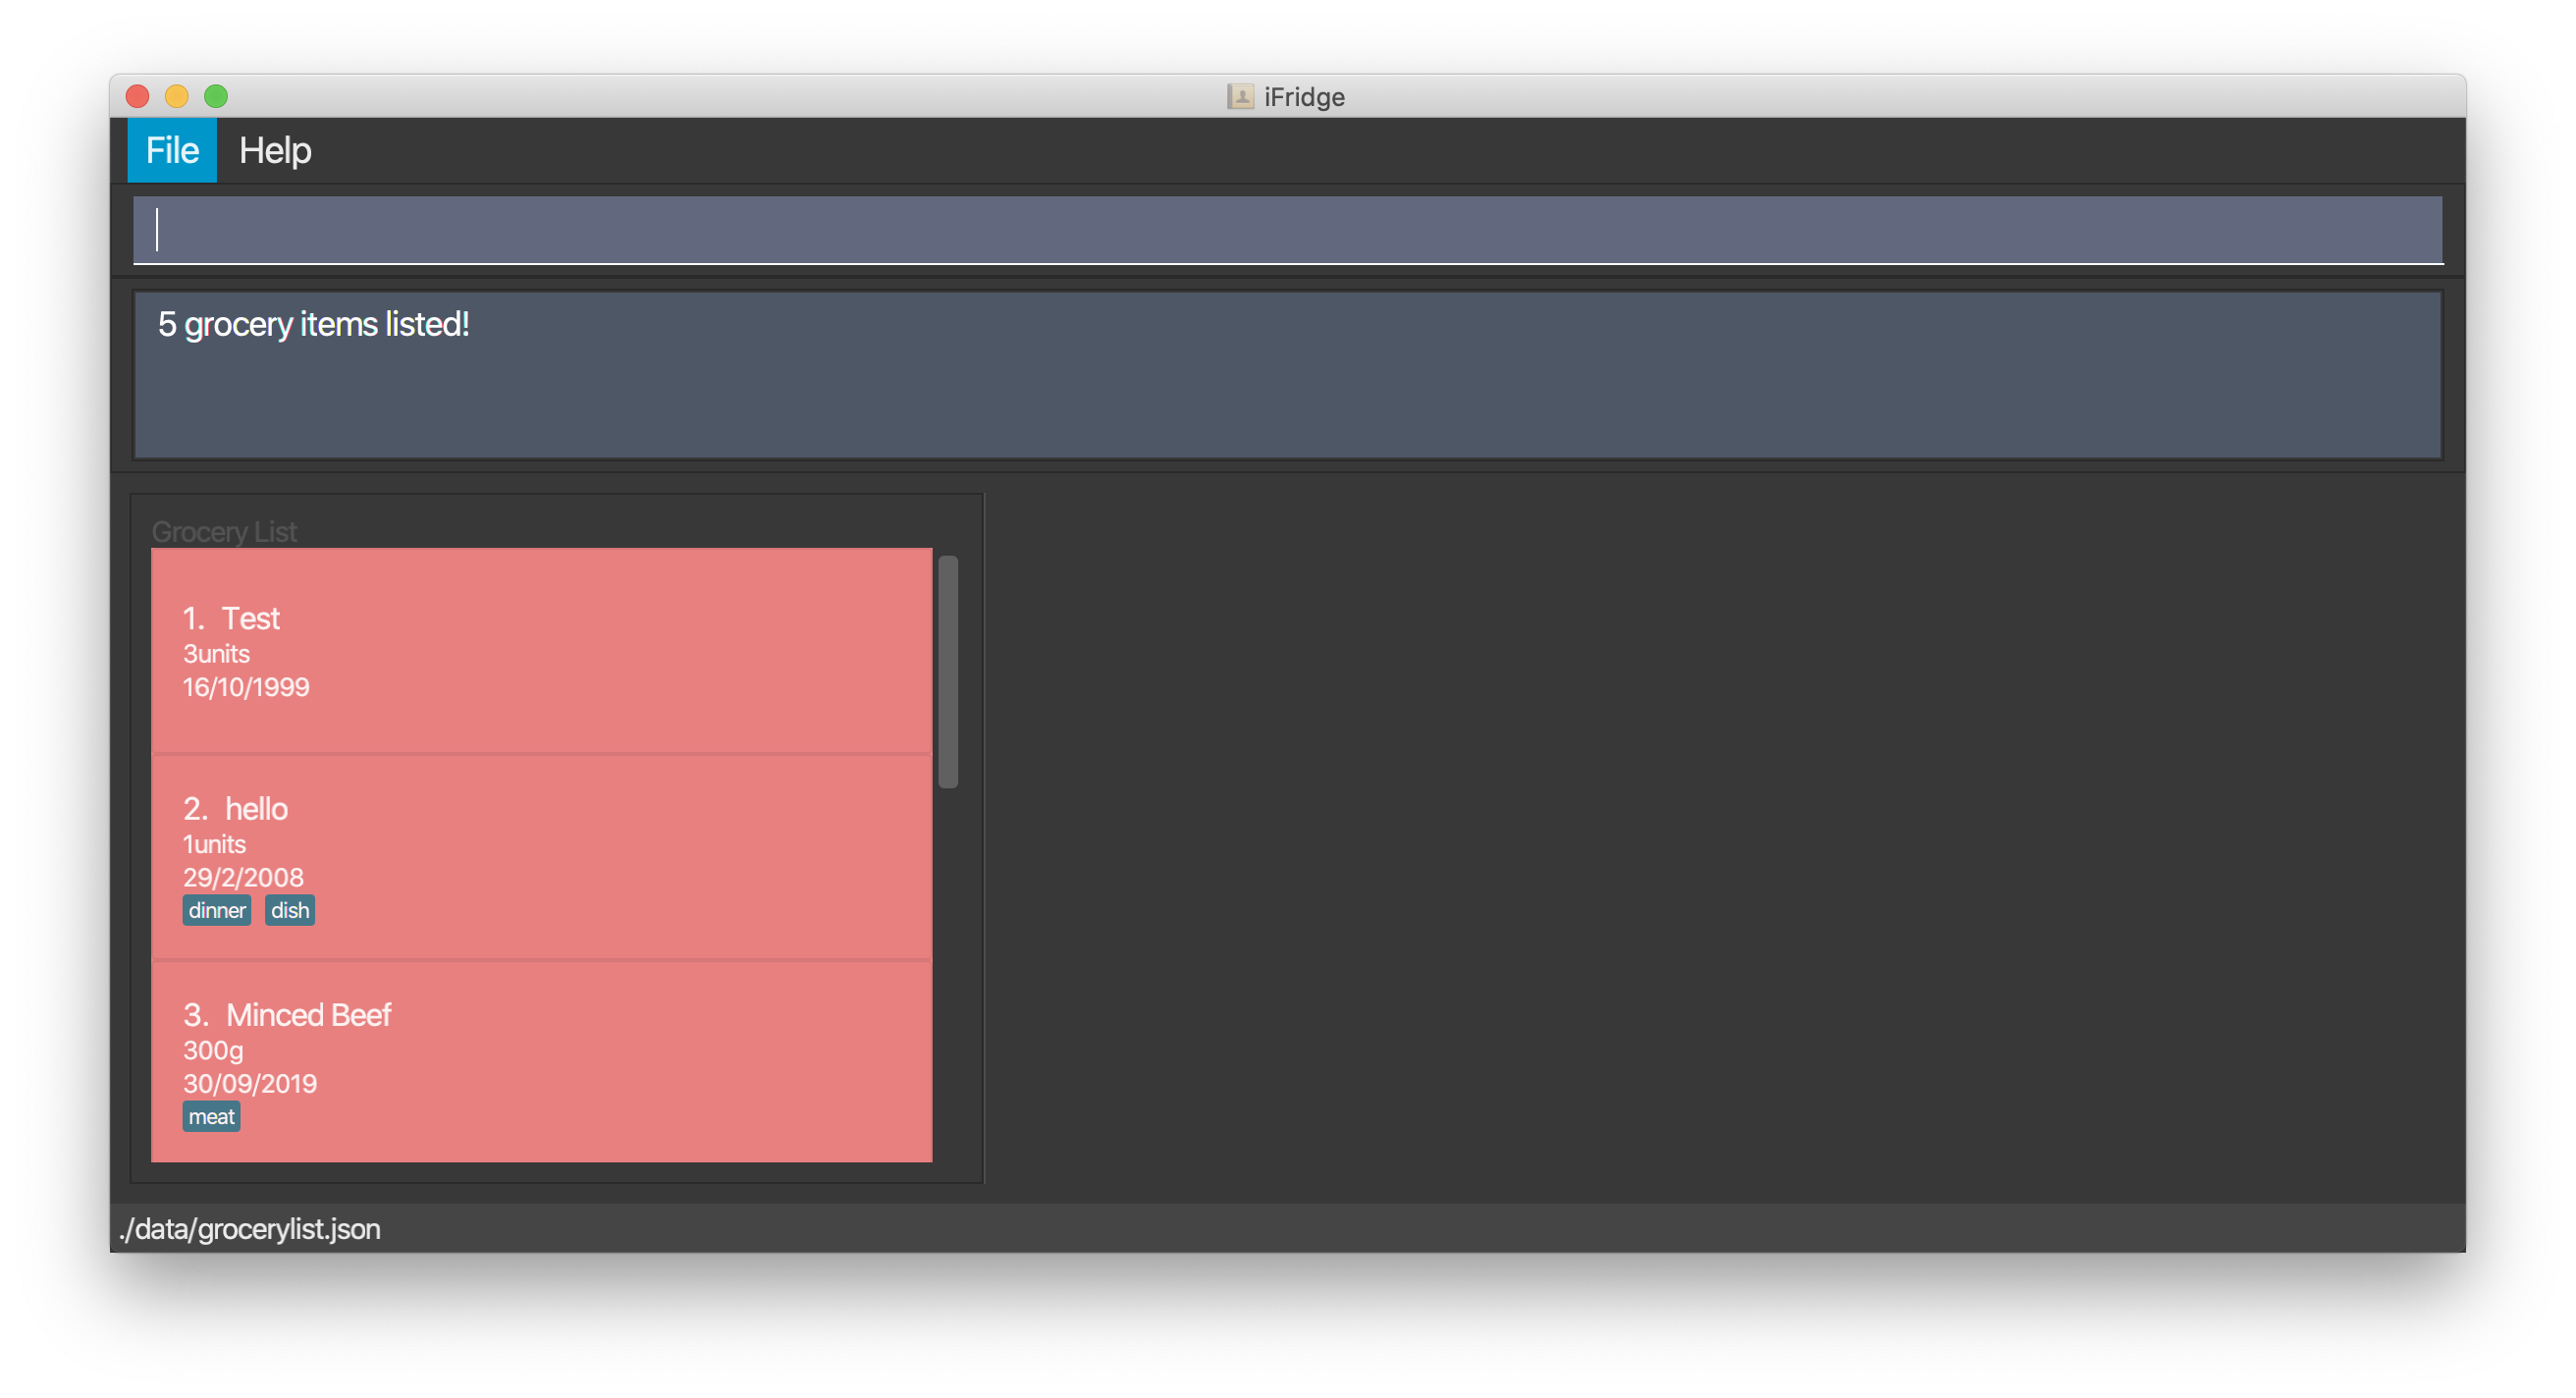 iFridge
File Help
5 grocery items listed!
Grocery List
1. Test
3units
16/10/1999
2. hello
1units
29/2/2008
dinner dish
3. Minced Beef
300g
30/09/2019
meat
./data/grocerylist.json